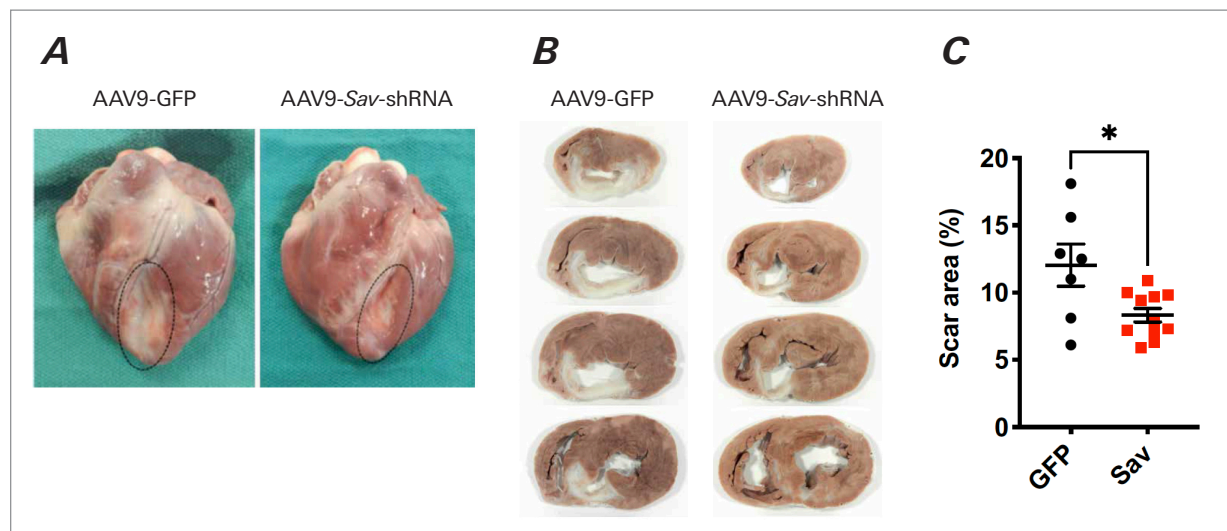 A
AAV9-GFP
AAV9-Sav-shRNA
B
AAV9-GFP
AAV9-Sav-shRNA
C
*
20
15
10
5
0
Scar area (%)
GFP
Sav